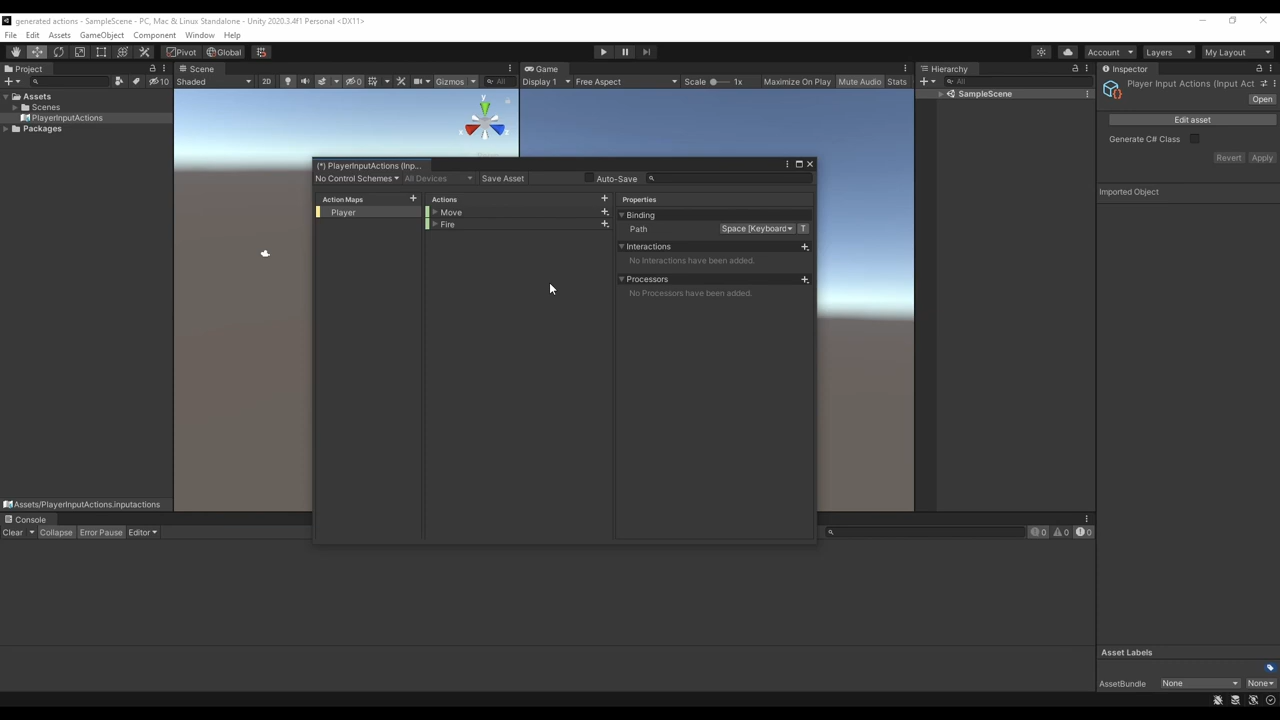 generated actions - SampleScene - PC, Mac & Linux Standalone - Unity 2020.3.4f1 Personal <DX11>
File Edit Assets GameObject Component Window Help
Pivot Global Account Layers My Layout
Project
10
Assets
Scenes
PlayerInputActions
Packages
Assets/PlayerInputActions.inputactions
Scene
Shaded 2D 0 Gizmos All
y
x z
Game
Display 1 Free Aspect Scale 1x Maximize On Play Mute Audio Stats
(*) PlayerInputActions (Inp...
No Control Schemes All Devices Save Asset Auto-Save
Action Maps +
Player
Actions +
Move +
Fire +
Properties
Binding
Path Space [Keyboard T
Interactions +
No Interactions have been added.
Processors +
No Processors have been added.
Hierarchy
+ All
SampleScene
Inspector
Player Input Actions (Input Act
Open
Edit asset
Generate C# Class
Revert Apply
Imported Object
Console
Clear Collapse Error Pause Editor 0 0 0
Asset Labels
AssetBundle None None